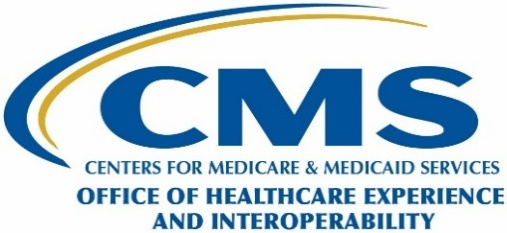 CMS
CENTERS FOR MEDICARE & MEDICAID SERVICES
OFFICE OF HEALTHCARE EXPERIENCE
AND INTEROPERABILITY